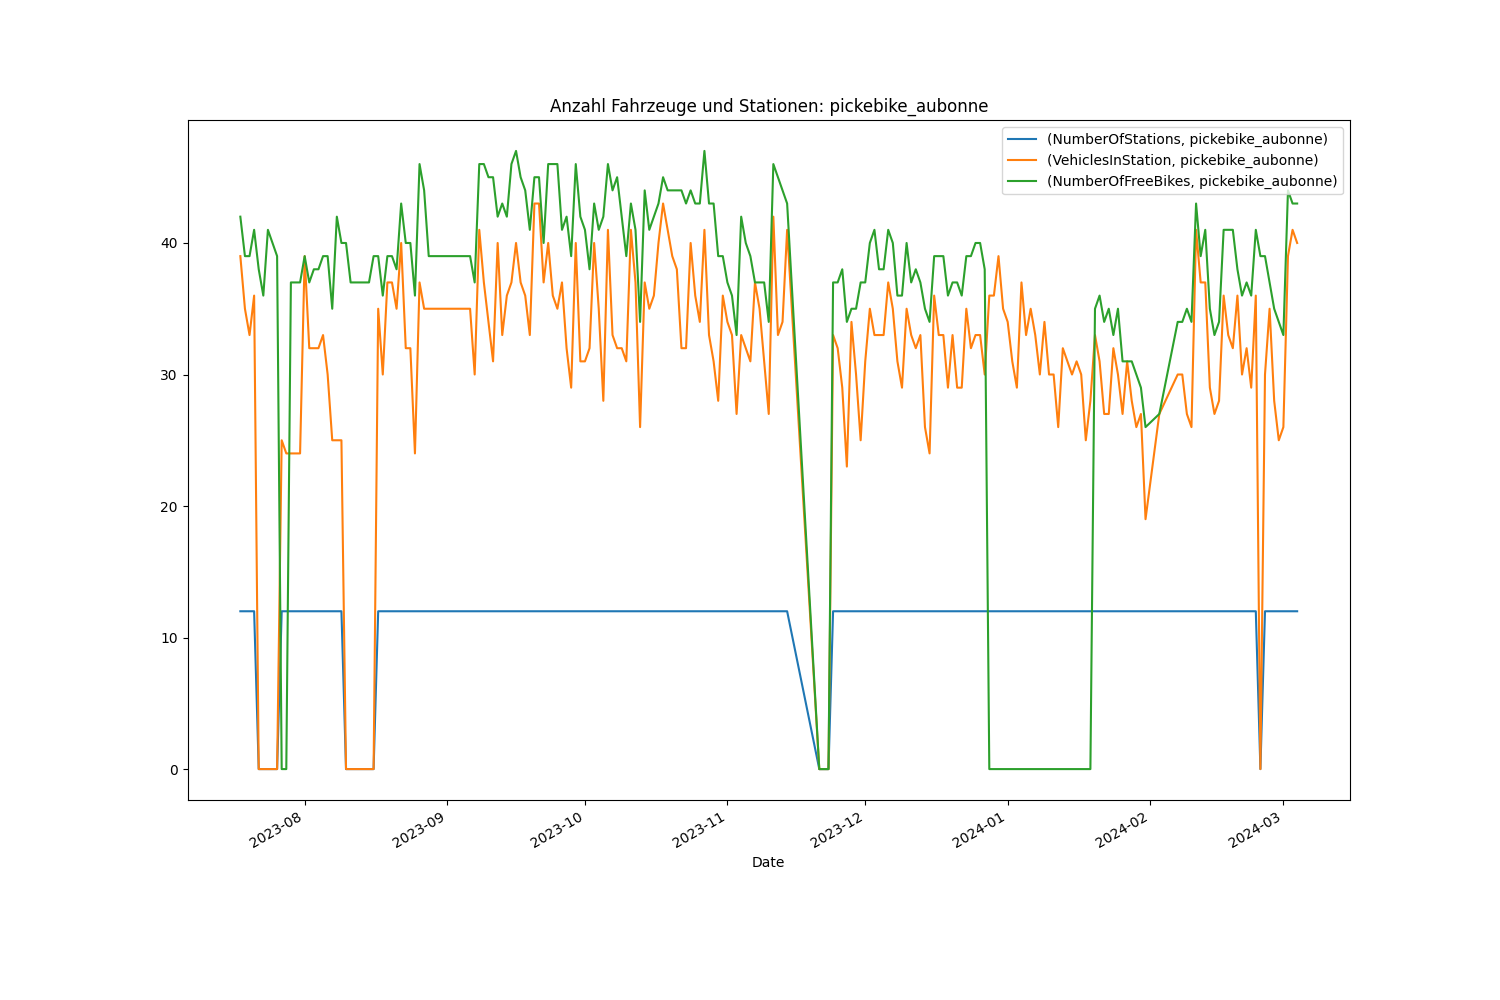 Anzahl Fahrzeuge und Stationen: pickebike_aubonne
(NumberOfStations, pickebike_aubonne)
(VehiclesInStation, pickebike_aubonne)
(NumberOfFreeBikes, pickebike_aubonne)
40
30
20
10
0
2023-08
2023-09
2023-10
2023-11
2023-12
2024-01
2024-02
2024-03
Date